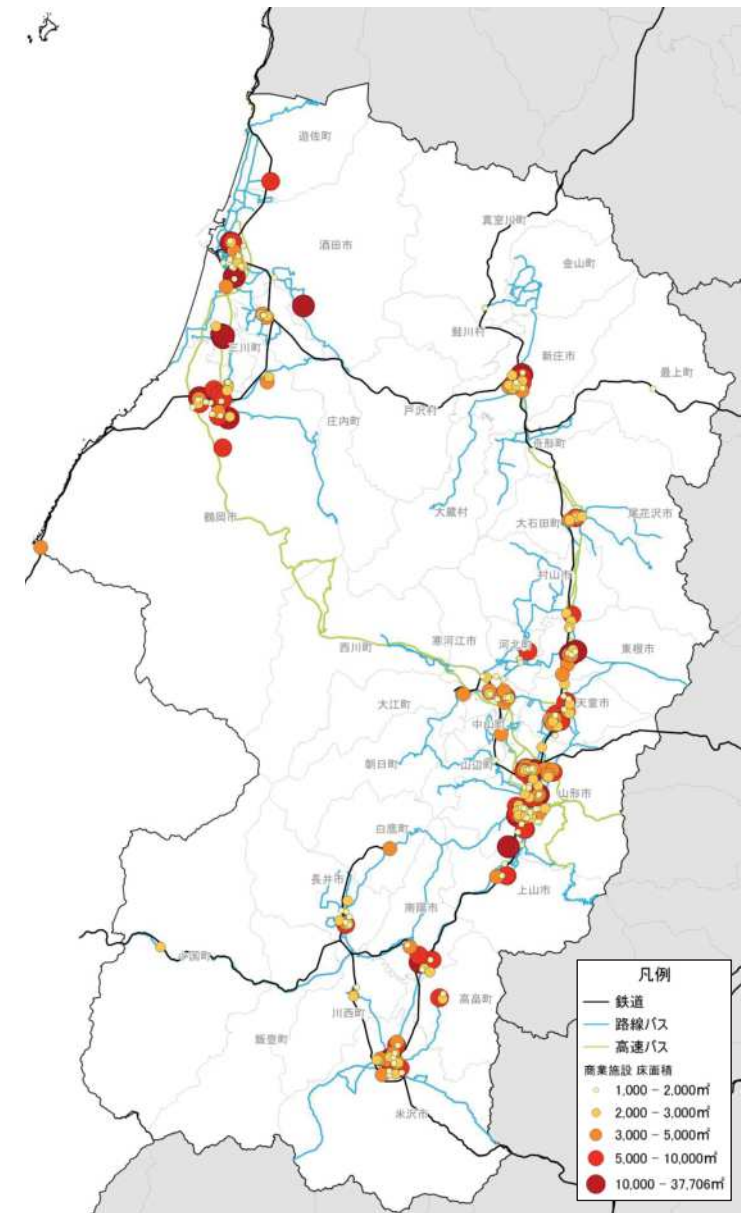 遊佐町
真室川町
酒田市
金山町
鮭川村
三川町
新庄市
最上町
戸沢村
庄内町
舟形町
大蔵村
鶴岡市
大石田町
尾花沢市
村山市
寒河江市
河北町
西川町
東根市
大江町
天童市
中山町
朝日町
山辺町
山形市
白鷹町
長井市
上山市
南陽市
小国町
高畠町
川西町
飯豊町
米沢市
凡例
鉄道
路線バス
高速バス
商業施設 床面積
1,000 - 2,000㎡
2,000 - 3,000㎡
3,000 - 5,000㎡
5,000 - 10,000㎡
10,000 - 37,706㎡